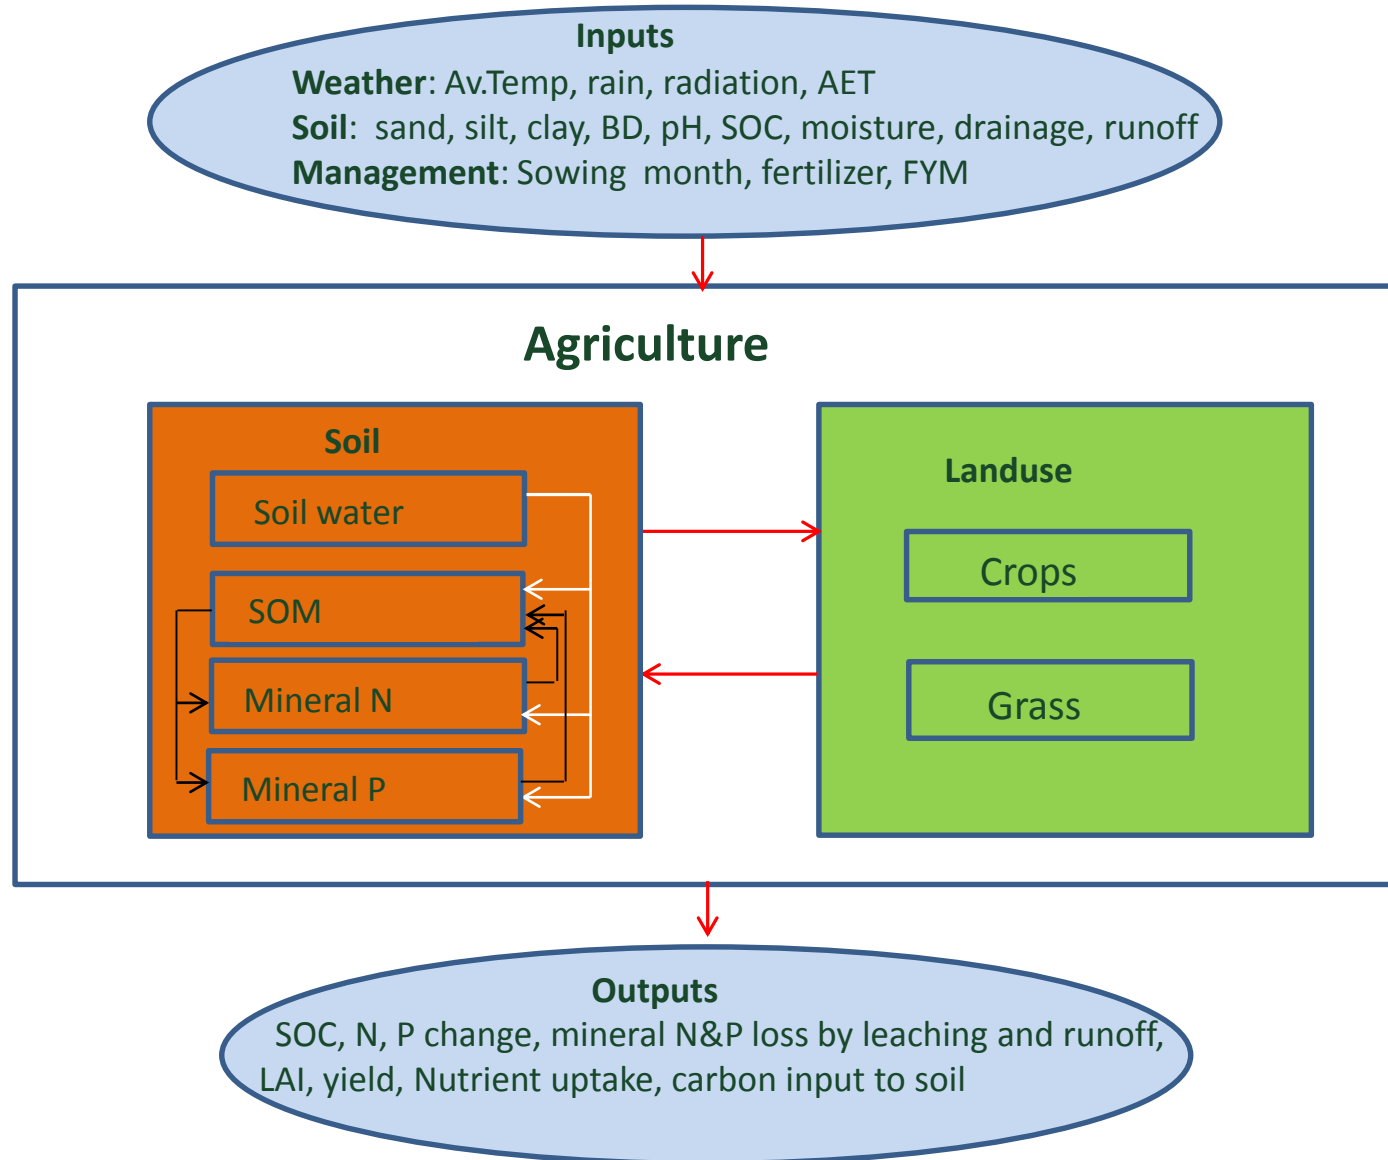 Inputs
Weather: Av.Temp, rain, radiation, AET
Soil: sand, silt, clay, BD, pH, SOC, moisture, drainage, runoff
Management: Sowing month, fertilizer, FYM
Agriculture
Soil
Soil water
SOM
Mineral N
Mineral P
Landuse
Crops
Grass
Outputs
SOC, N, P change, mineral N&P loss by leaching and runoff,
LAI, yield, Nutrient uptake, carbon input to soil